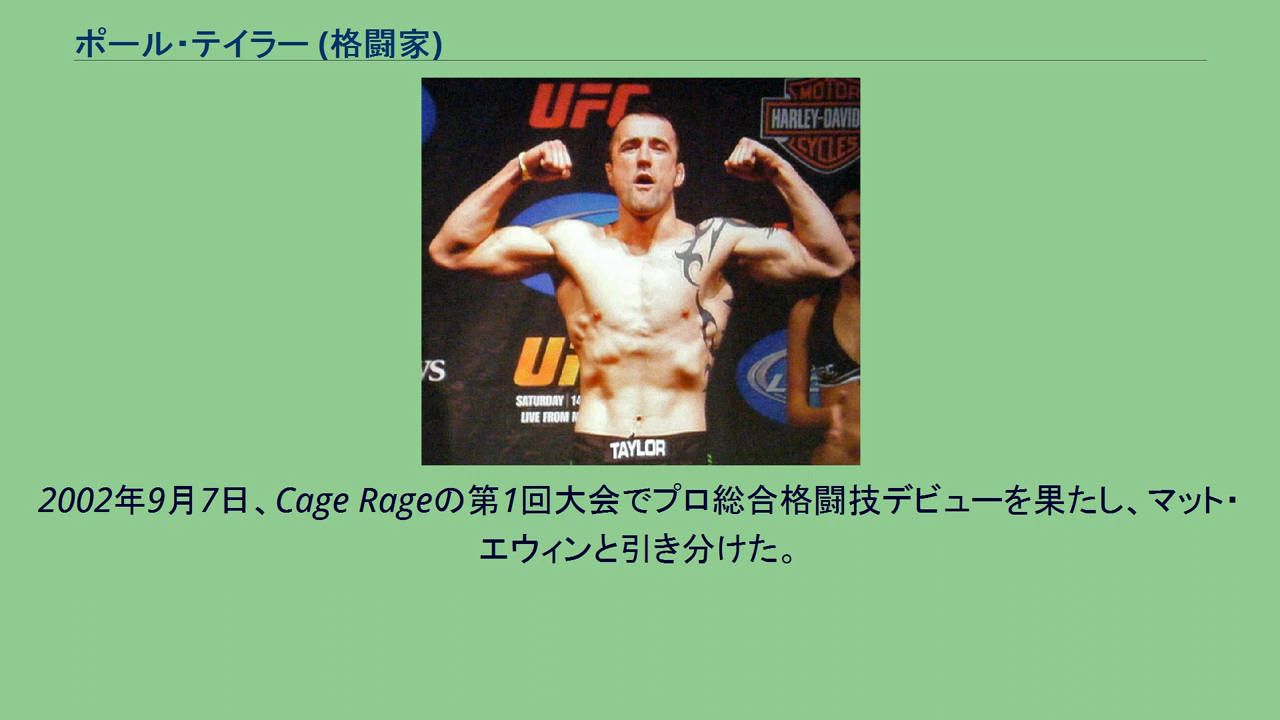 ポール・テイラー (格闘家)
UFC
MOTOR
HARLEY-DAVID
CYCLES
SATURDAY 14
LIVE FROM
TAYLOR
2002年9月7日、Cage Rageの第1回大会でプロ総合格闘技デビューを果たし、マット・
エウィンと引き分けた。